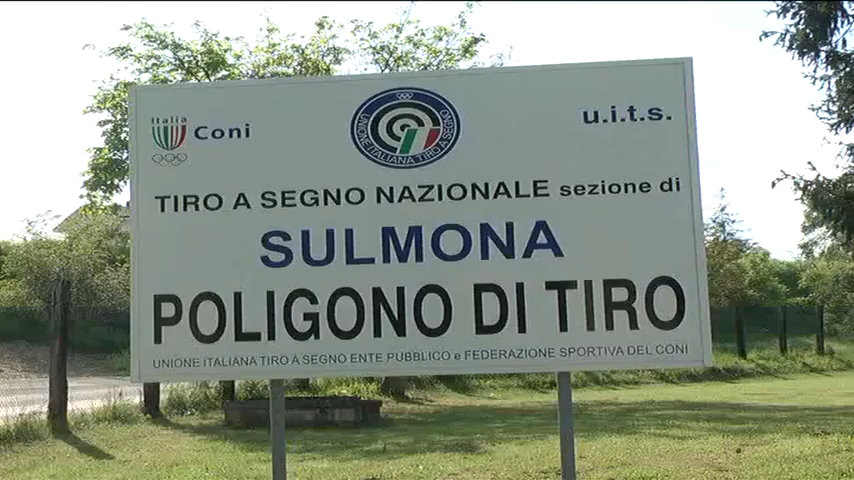 Italia
Coni
UNIONE ITALIANA TIRO A SEGNO
u.i.t.s.
TIRO A SEGNO NAZIONALE sezione di
SULMONA
POLIGONO DI TIRO
UNIONE ITALIANA TIRO A SEGNO ENTE PUBBLICO e FEDERAZIONE SPORTIVA DEL CONI